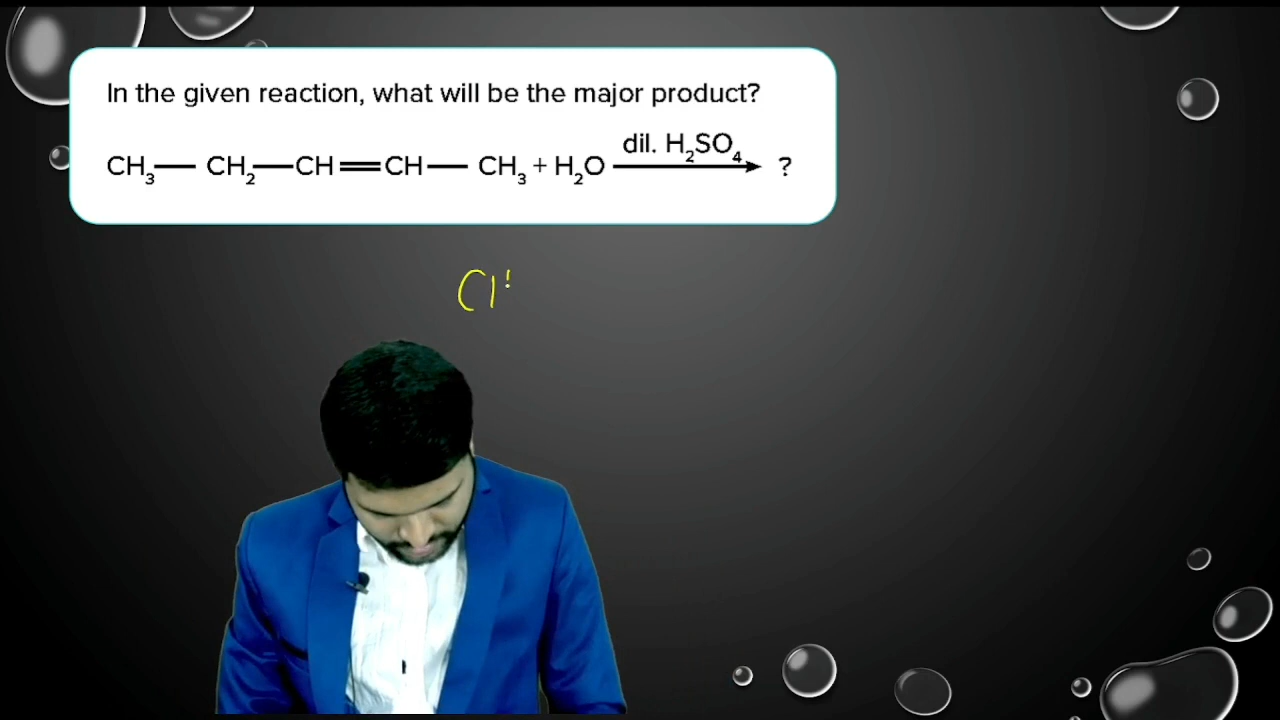 In the given reaction, what will be the major product?
dil. H₂SO₄
CH₃— CH₂—CH═CH— CH₃ + H₂O ⟶ ?